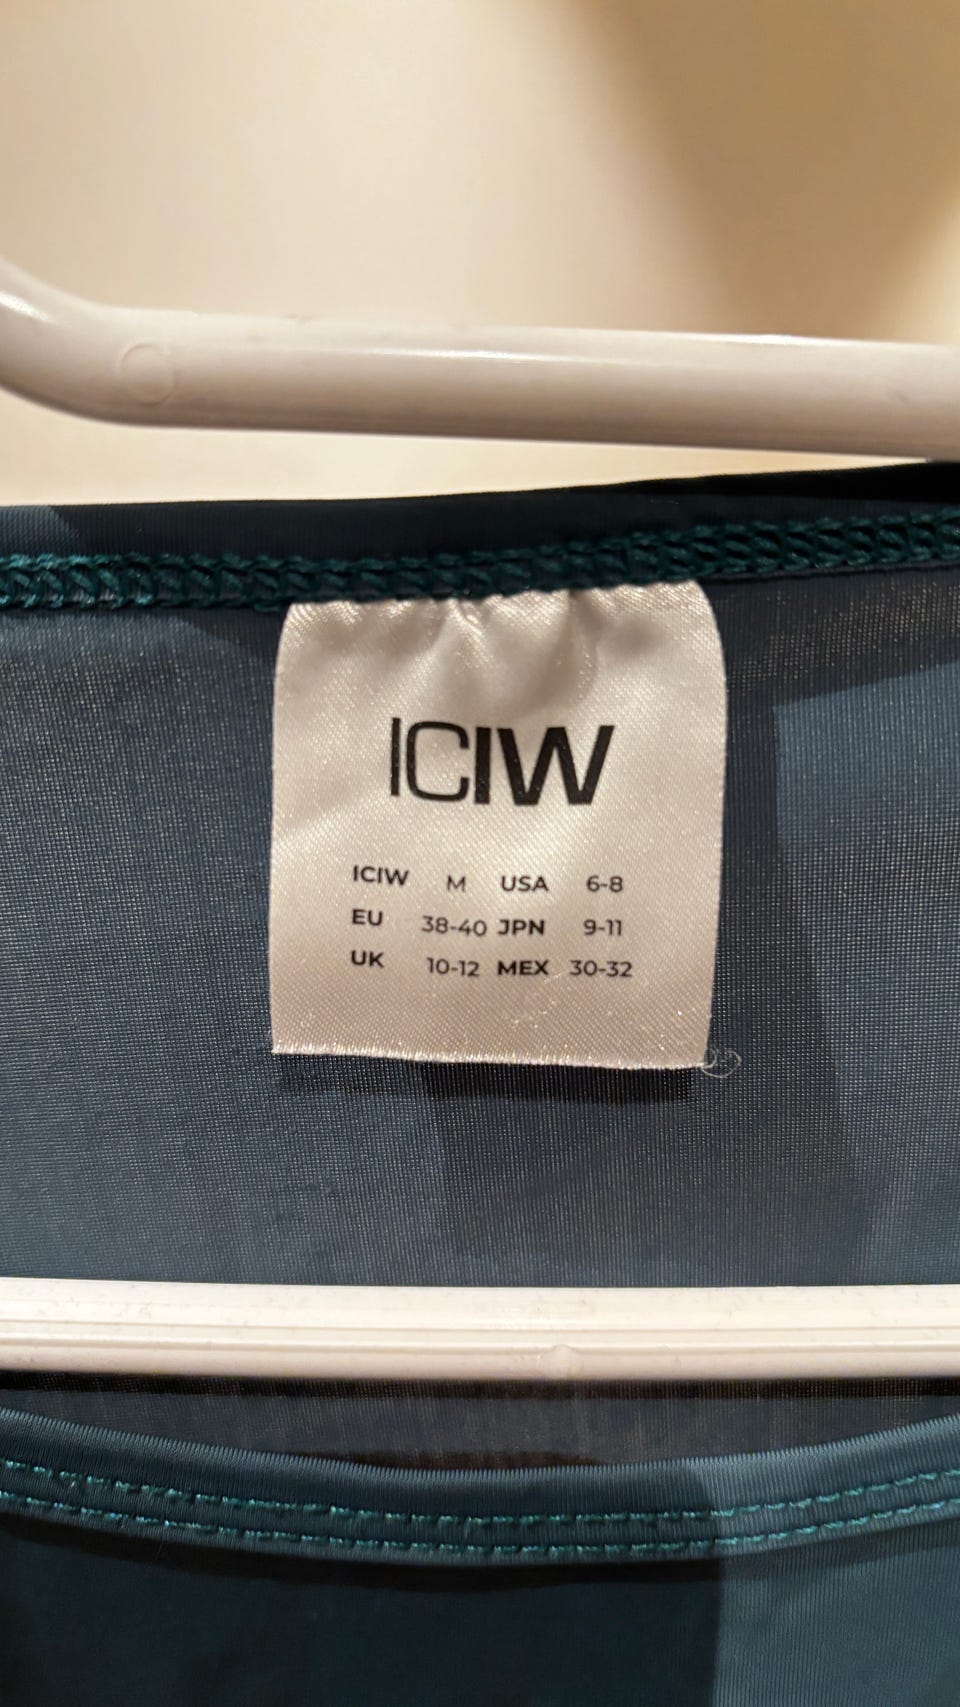 ICIW
ICIW M USA 6-8
EU 38-40 JPN 9-11
UK 10-12 MEX 30-32